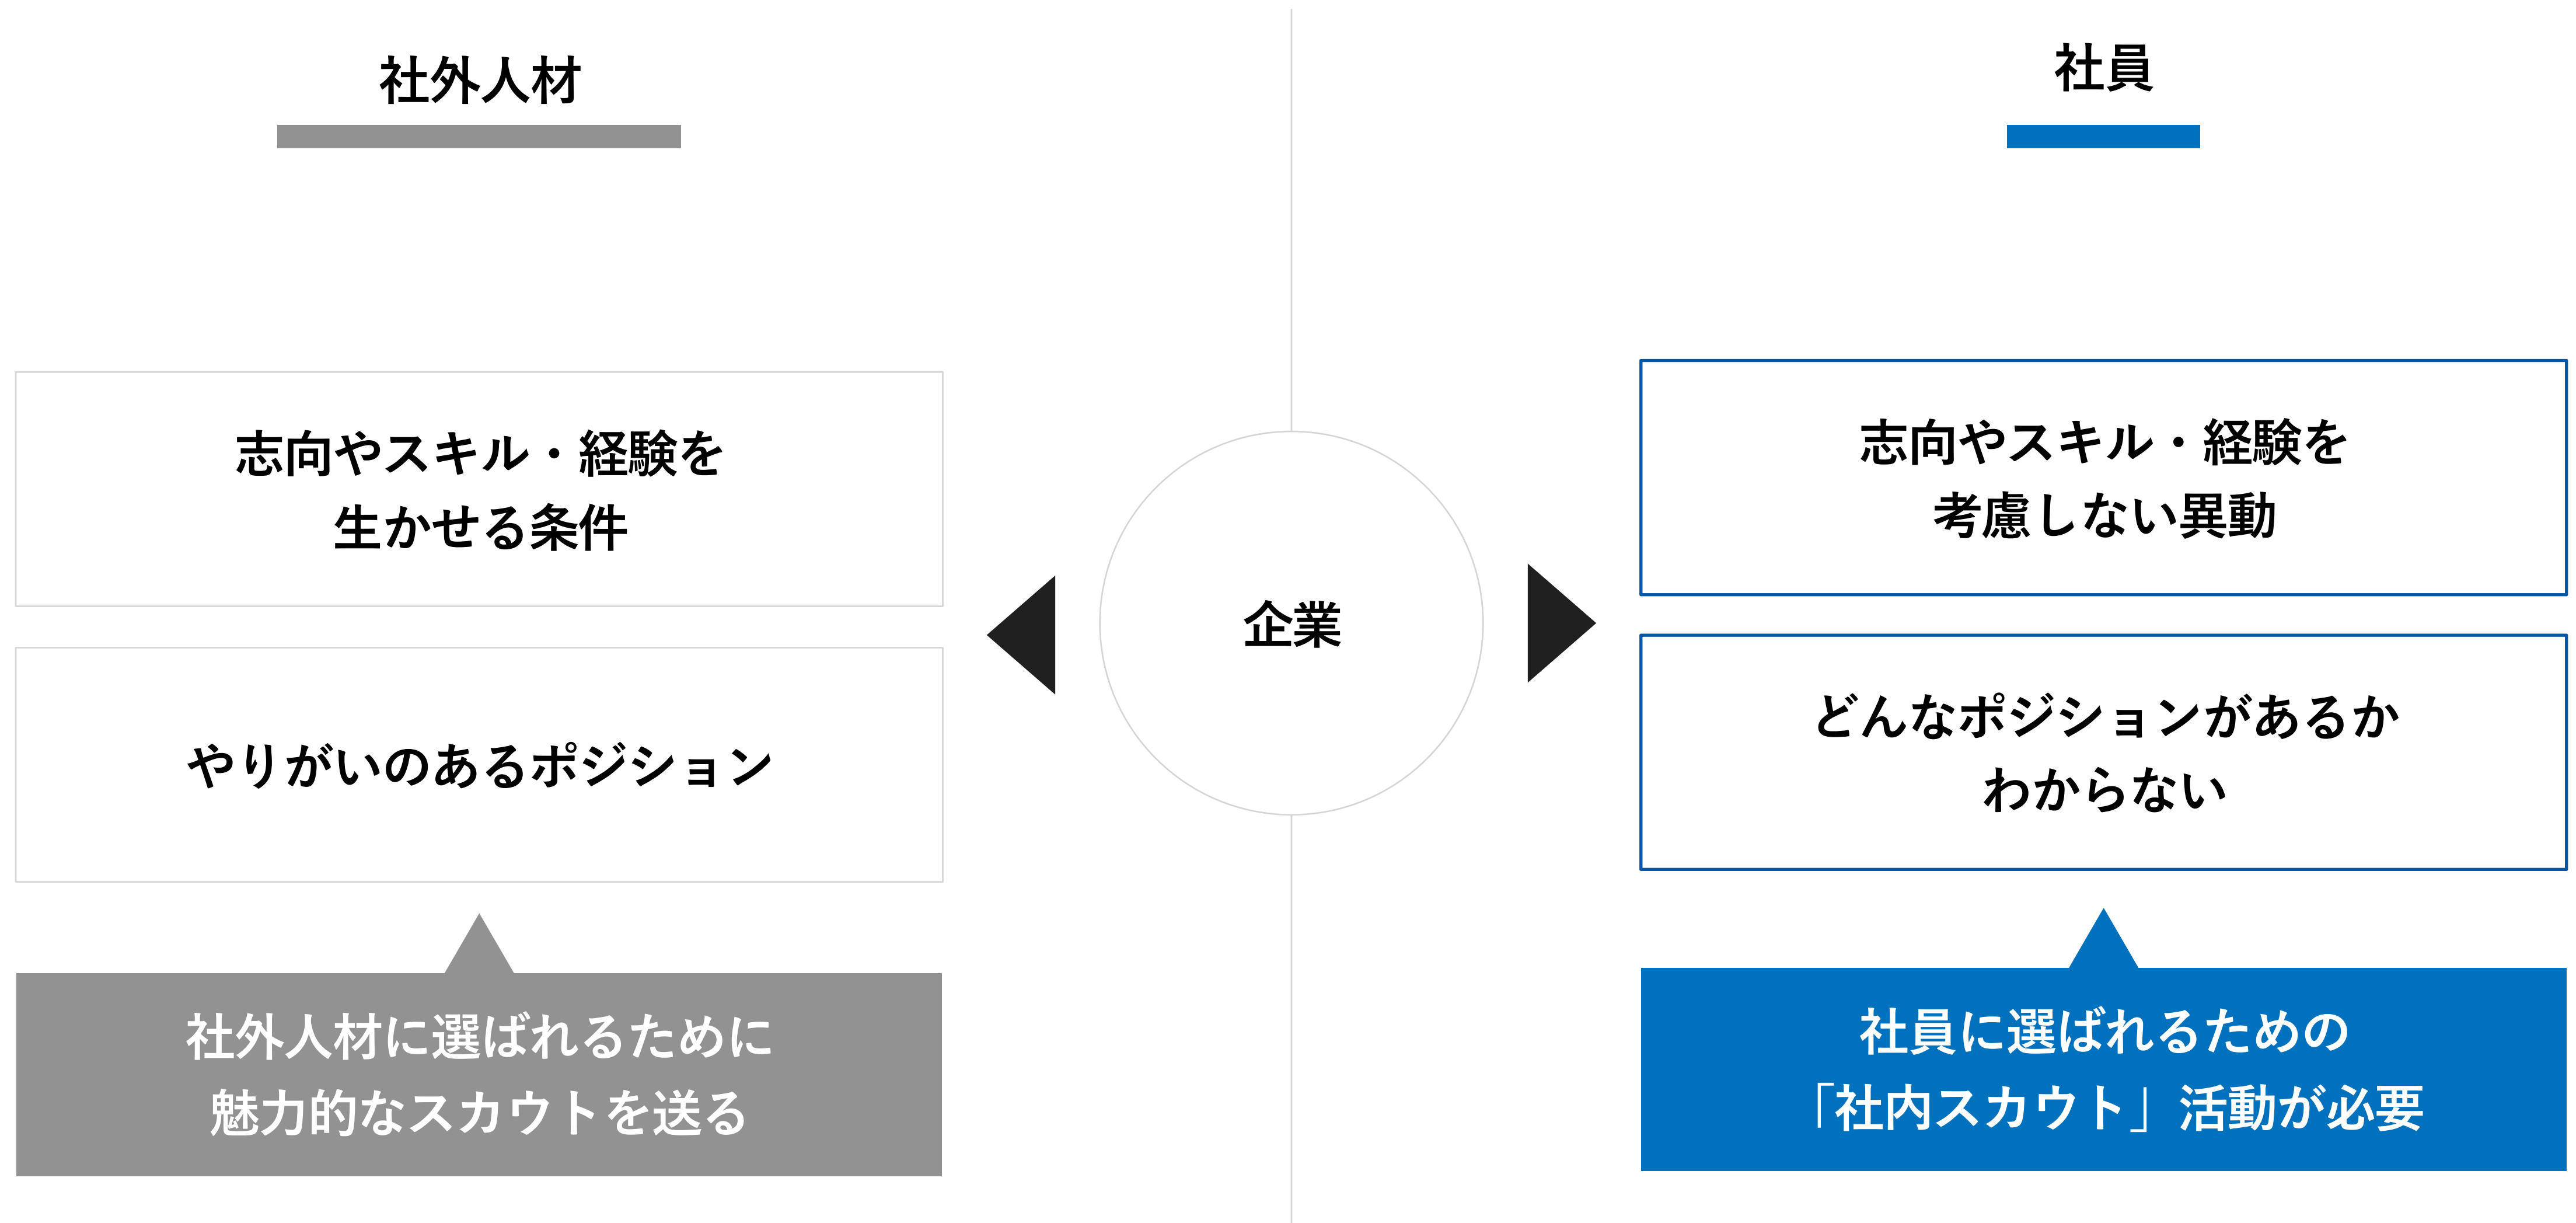 社外人材
志向やスキル・経験を
生かせる条件
やりがいのあるポジション
社外人材に選ばれるために
魅力的なスカウトを送る
企業
社員
志向やスキル・経験を
考慮しない異動
どんなポジションがあるか
わからない
社員に選ばれるための
「社内スカウト」活動が必要